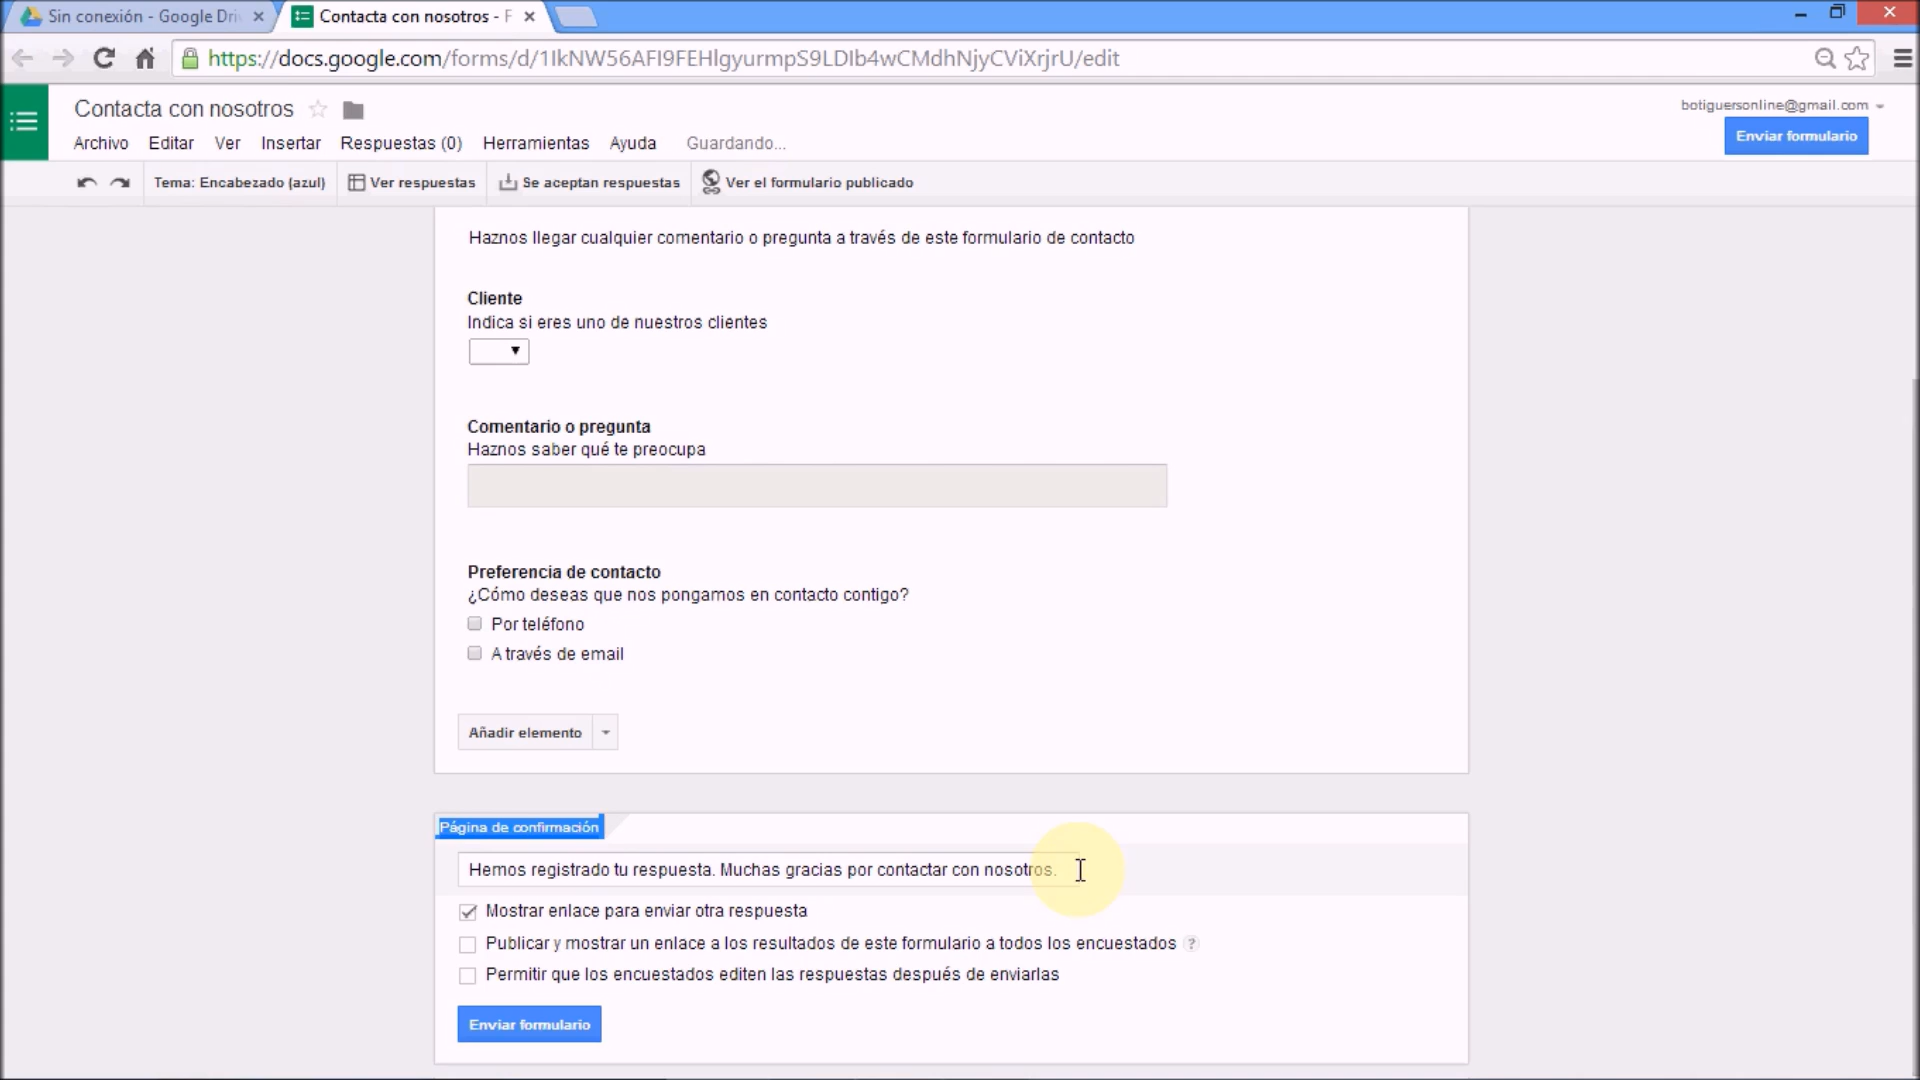 Sin conexión - Google Dri
Contacta con nosotros - F
https://docs.google.com/forms/d/1IkNW56AFI9FEHlgyurmpS9LDIb4wCMdhNjyCViXrjrU/edit
Contacta con nosotros
botiguersonline@gmail.com
Archivo Editar Ver Insertar Respuestas (0) Herramientas Ayuda Guardando...
Enviar formulario
Tema: Encabezado (azul) Ver respuestas Se aceptan respuestas Ver el formulario publicado
Haznos llegar cualquier comentario o pregunta a través de este formulario de contacto
Cliente
Indica si eres uno de nuestros clientes
Comentario o pregunta
Haznos saber qué te preocupa
Preferencia de contacto
¿Cómo deseas que nos pongamos en contacto contigo?
Por teléfono
A través de email
Añadir elemento
Página de confirmación
Hemos registrado tu respuesta. Muchas gracias por contactar con nosotros.
Mostrar enlace para enviar otra respuesta
Publicar y mostrar un enlace a los resultados de este formulario a todos los encuestados ?
Permitir que los encuestados editen las respuestas después de enviarlas
Enviar formulario